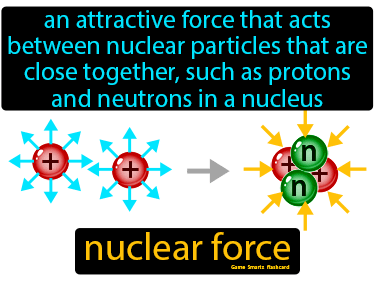 an attractive force that acts
between nuclear particles that are
close together, such as protons
and neutrons in a nucleus
+
+
n
+
+
n
nuclear force
Game Smartz flashcard